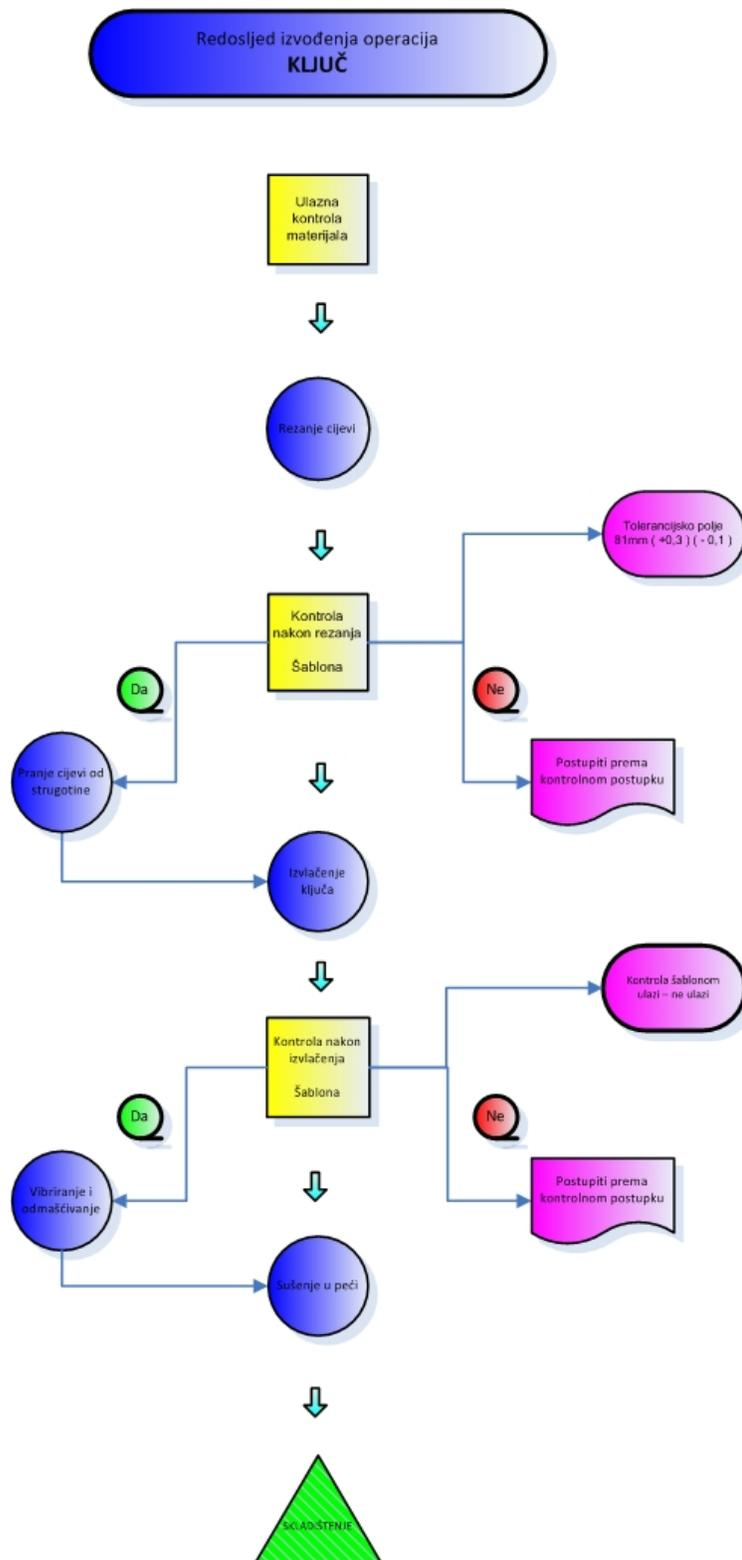 Redosljed izvođenja operacija
KLJUČ
Ulazna
kontrola
materijala
Rezanje cijevi
Tolerancijsko polje
81mm ( +0,3 ) ( - 0,1 )
Kontrola
nakon rezanja
Šablona
Da
Ne
Pranje cijevi od
strugotine
Postupiti prema
kontrolnom postupku
Izvlačenje
ključa
Kontrola šablonom
ulazi – ne ulazi
Kontrola nakon
izvlačenja
Šablona
Da
Ne
Vibriranje i
odmašćivanje
Postupiti prema
kontrolnom postupku
Sušenje u peći
SKLADIŠTENJE